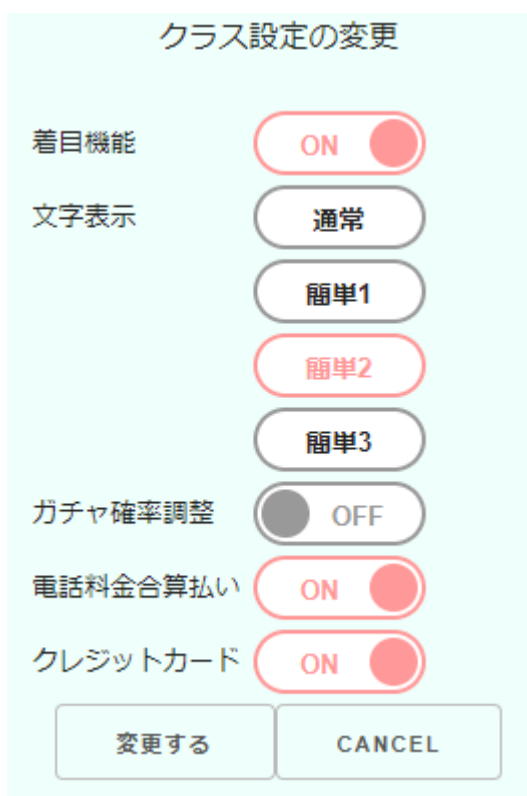 クラス設定の変更
着目機能 ON
文字表示 通常
簡単1
簡単2
簡単3
ガチャ確率調整 OFF
電話料金合算払い ON
クレジットカード ON
変更する CANCEL